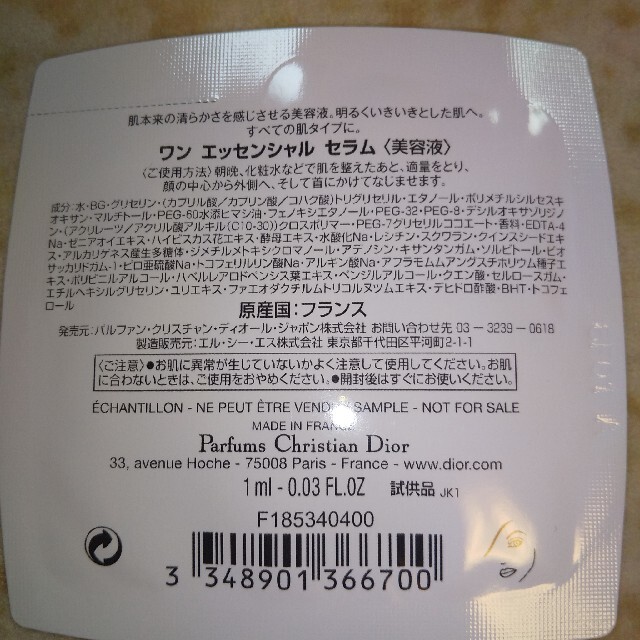 肌本来の清らかさを感じさせる美容液。明るくいきいきとした肌へ。
すべての肌タイプに。
ワン エッセンシャル セラム〈美容液〉
〈ご使用方法〉朝晩、化粧水などで肌を整えたあと、適量をとり、
顔の中心から外側へ、そして首にかけてなじませます。
成分:水・BG・グリセリン・(カプリル酸/カプリン酸/コハク酸)トリグリセリル・エタノール・ポリメチルシルセスキ
オキサン・マルチトール・PEG-60水添ヒマシ油・フェノキシエタノール・PEG-32・PEG-8・デシルオキサゾリジノ
ン・(アクリレーツ/アクリル酸アルキル(C10-30))クロスポリマー・PEG-7グリセリルココエート・香料・EDTA-4
Na・ゼニアオイエキス・ハイビスカス花エキス・酵母エキス・水酸化Na・レシチン・スクワラン・クインスシードエキ
ス・アルカリゲネス産生多糖体・ジメチルメトキシクロマノール・アデノシン・キサンタンガム・ソルビトール・ビオ
サッカリドガム-1・ピロ亜硫酸Na・トコフェリルリン酸Na・アルギン酸Na・アフラモムムアングスチホリウム種子エ
キス・ポリビニルアルコール・ハベルレアロドペンシス葉エキス・ベンジルアルコール・クエン酸・セルロースガム・
エチルヘキシルグリセリン・ユリエキス・ファエオダクチルムトリコルヌツムエキス・デヒドロ酢酸・BHT・トコフェ
ロール
原産国:フランス
発売元:パルファン・クリスチャン・ディオール・ジャポン株式会社 お問い合わせ先 03-3239-0618
製造販売元:エル・シー・エス株式会社 東京都千代田区平河町2-1-1
〈ご注意〉●お肌に異常が生じていないかよく注意して使用してください。お肌
に合わないときは、ご使用をおやめください。●開封後はすぐにお使いください。
ÉCHANTILLON - NE PEUT ÊTRE VENDU SAMPLE - NOT FOR SALE
MADE IN FRANCE
Parfums Christian Dior
33, avenue Hoche - 75008 Paris - France - www.dior.com
1 ml - 0.03 FL.OZ 試供品 JK1
F185340400
3 348901 366700